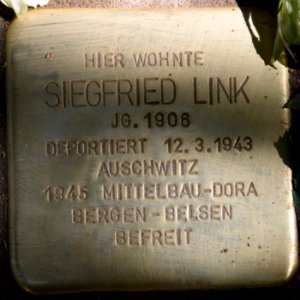 HIER WOHNTE
SIEGFRIED LINK
JG. 1906
DEPORTIERT 12.3.1943
AUSCHWITZ
1945 MITTELBAU-DORA
BERGEN-BELSEN
BEFREIT